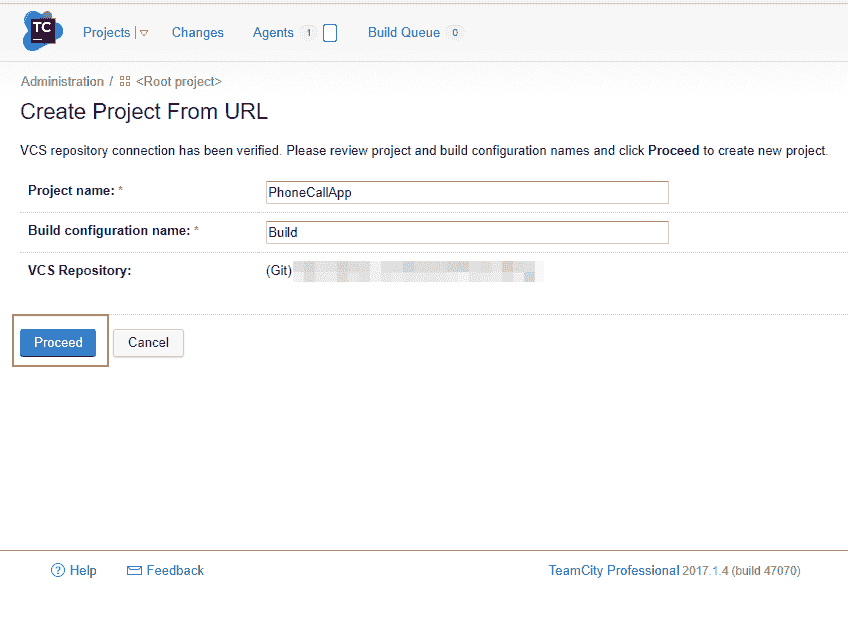 TC
Projects Changes Agents 1 Build Queue 0
Administration / <Root project>
Create Project From URL
VCS repository connection has been verified. Please review project and build configuration names and click Proceed to create new project.
Project name: * PhoneCallApp
Build configuration name: * Build
VCS Repository: (Git)
Proceed Cancel
? Help Feedback TeamCity Professional 2017.1.4 (build 47070)